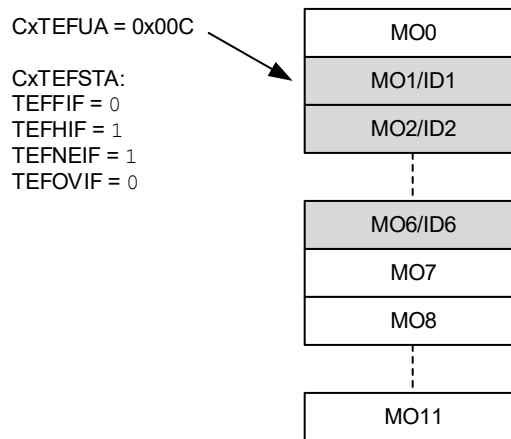 CxTEFUA = 0x00C
CxTEFSTA:
TEFFIF = 0
TEFHIF = 1
TEFNEIF = 1
TEFOVIF = 0
MO0
MO1/ID1
MO2/ID2
MO6/ID6
MO7
MO8
MO11